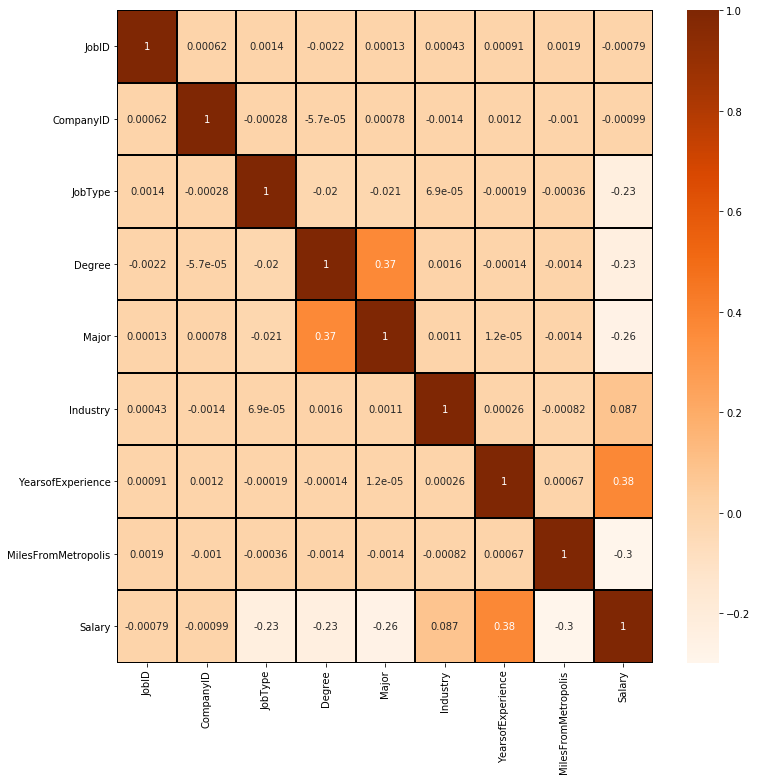 JobID 1 0.00062 0.0014 -0.0022 0.00013 0.00043 0.00091 0.0019 -0.00079
CompanyID 0.00062 1 -0.00028 -5.7e-05 0.00078 -0.0014 0.0012 -0.001 -0.00099
JobType 0.0014 -0.00028 1 -0.02 -0.021 6.9e-05 -0.00019 -0.00036 -0.23
Degree -0.0022 -5.7e-05 -0.02 1 0.37 0.0016 -0.00014 -0.0014 -0.23
Major 0.00013 0.00078 -0.021 0.37 1 0.0011 1.2e-05 -0.0014 -0.26
Industry 0.00043 -0.0014 6.9e-05 0.0016 0.0011 1 0.00026 -0.00082 0.087
YearsofExperience 0.00091 0.0012 -0.00019 -0.00014 1.2e-05 0.00026 1 0.00067 0.38
MilesFromMetropolis 0.0019 -0.001 -0.00036 -0.0014 -0.0014 -0.00082 0.00067 1 -0.3
Salary -0.00079 -0.00099 -0.23 -0.23 -0.26 0.087 0.38 -0.3 1
JobID CompanyID JobType Degree Major Industry YearsofExperience MilesFromMetropolis Salary
1.0
0.8
0.6
0.4
0.2
0.0
−0.2